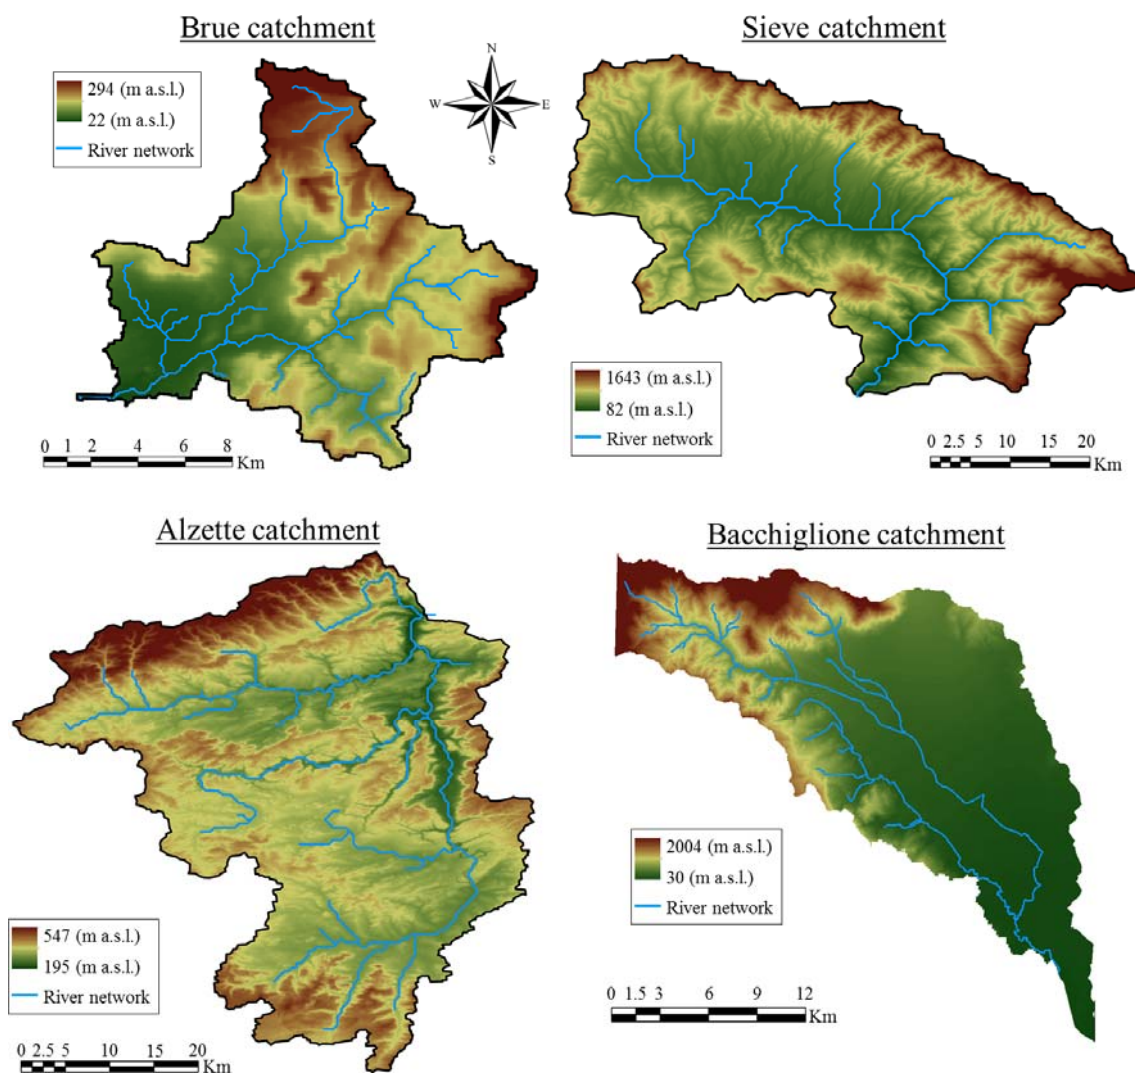 Brue catchment
294 (m a.s.l.)
22 (m a.s.l.)
River network
N
W
E
S
0 1 2 4 6 8
Km
Sieve catchment
1643 (m a.s.l.)
82 (m a.s.l.)
River network
0 2.5 5 10 15 20
Km
Alzette catchment
547 (m a.s.l.)
195 (m a.s.l.)
River network
0 2.5 5 10 15 20
Km
Bacchiglione catchment
2004 (m a.s.l.)
30 (m a.s.l.)
River network
0 1.5 3 6 9 12
Km